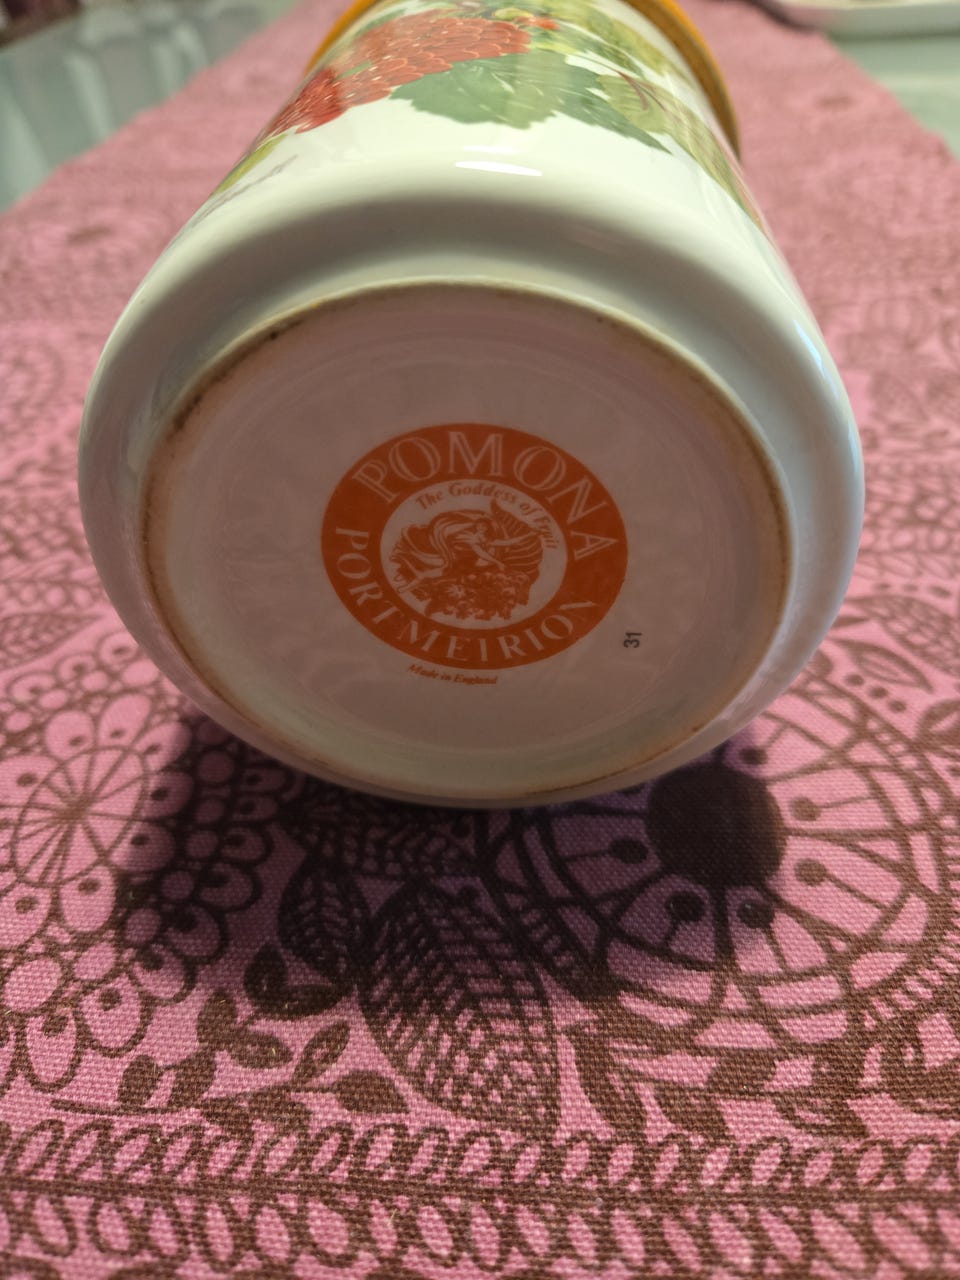 POMONA
The Goddess of Fruit
PORTMEIRION
Made in England
31